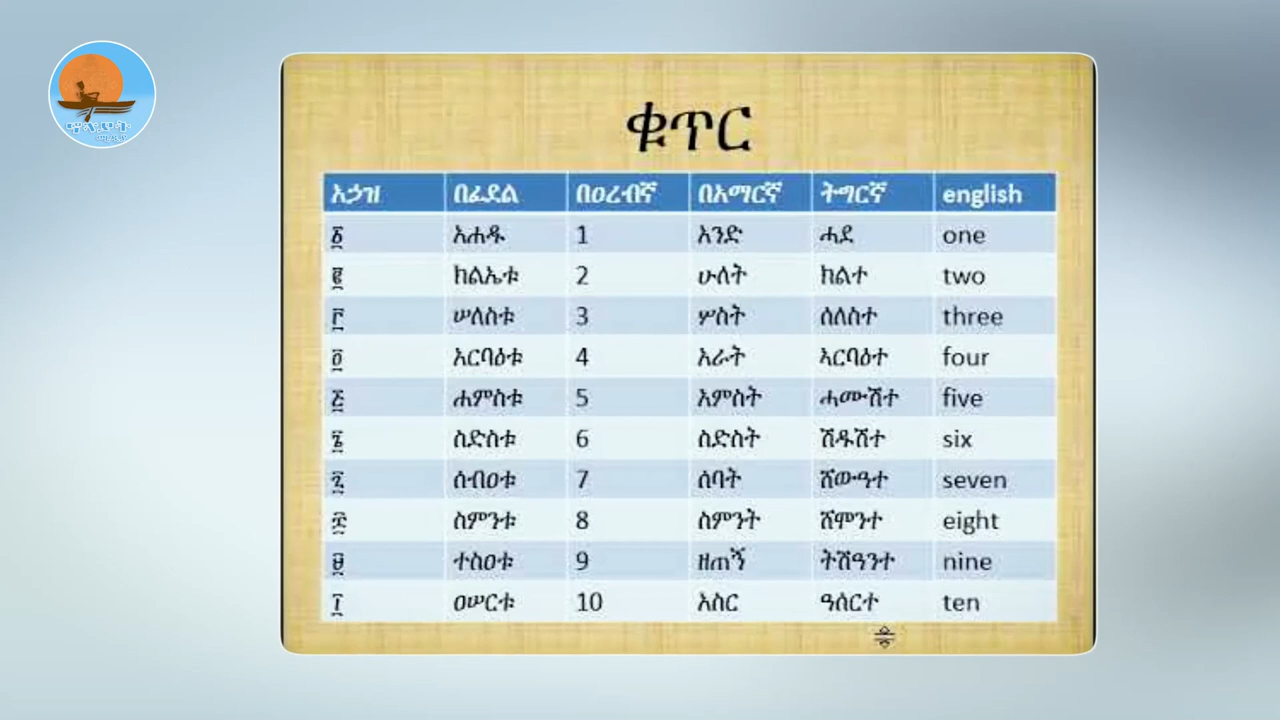 ቁጥር
አኃዝ በፊደል በዐረብኛ በአማርኛ ትግርኛ english
፩ አሐዱ 1 አንድ ሓደ one
፪ ክልኤቱ 2 ሁለት ክልተ two
፫ ሠለስቱ 3 ሦስት ሰለስተ three
፬ አርባዕቱ 4 አራት ኣርባዕተ four
፭ ሐምስቱ 5 አምስት ሓሙሽተ five
፮ ስድስቱ 6 ስድስት ሽዱሽተ six
፯ ሰብዐቱ 7 ሰባት ሸውዓተ seven
፰ ስምንቱ 8 ስምንት ሸሞንተ eight
፱ ተስዐቱ 9 ዘጠኝ ትሽዓንተ nine
፲ ዐሠርቱ 10 አስር ዓሰርተ ten